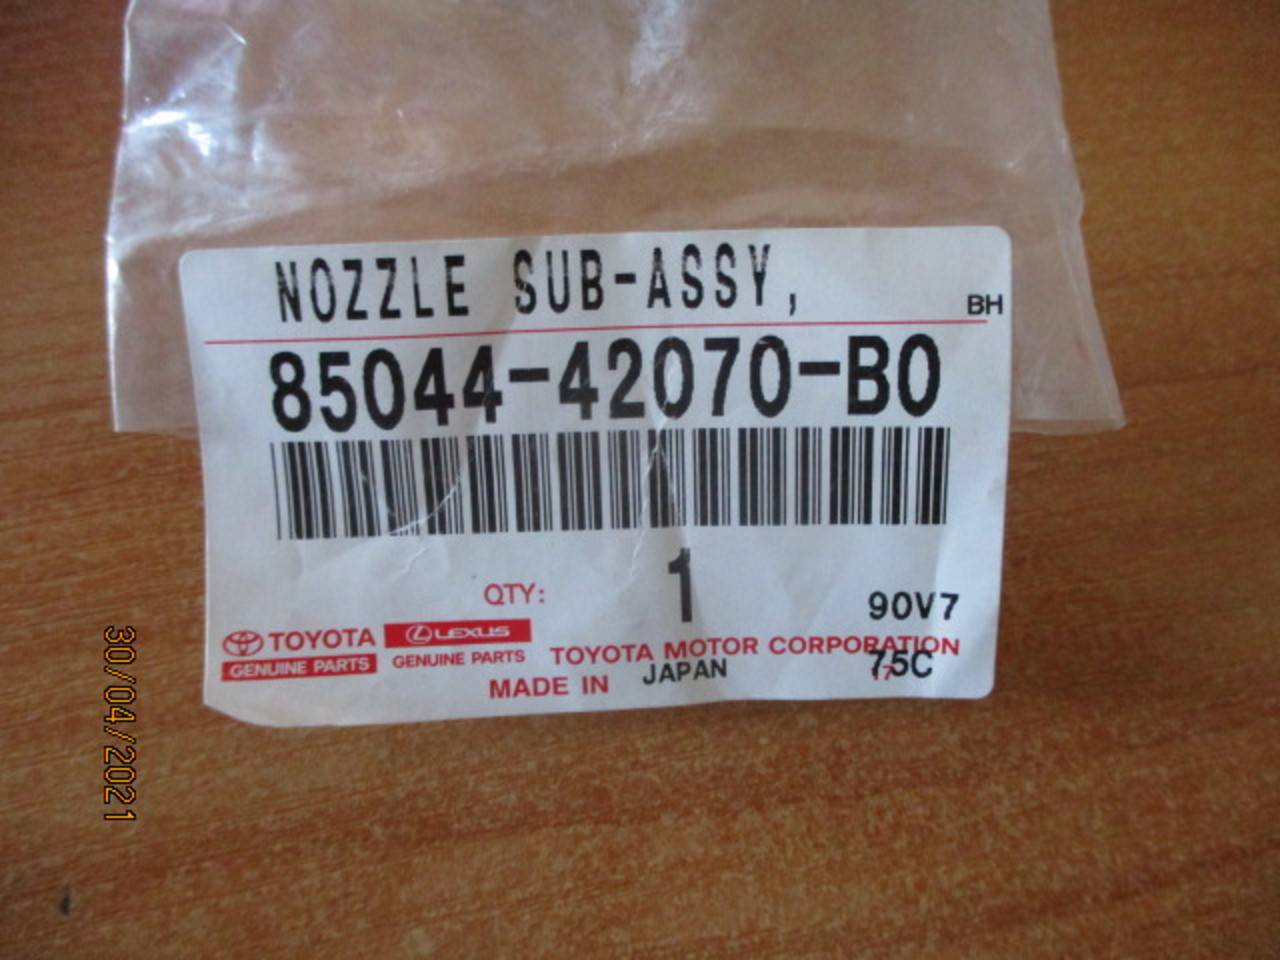 NOZZLE SUB-ASSY,
BH
85044-42070-B0
QTY: 1
90V7
TOYOTA
GENUINE PARTS
LEXUS
GENUINE PARTS
TOYOTA MOTOR CORPORATION
75C
17
MADE IN JAPAN
30/04/2021